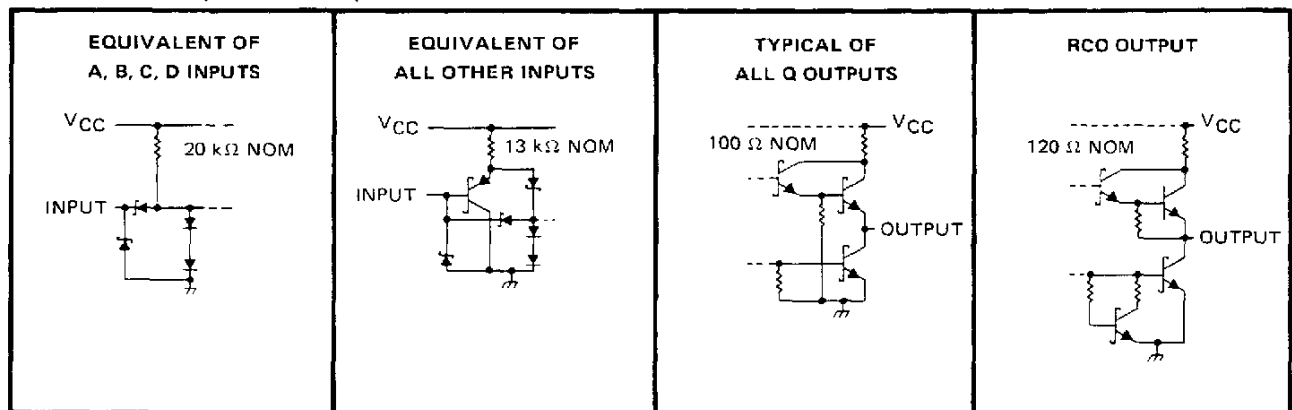 EQUIVALENT OF
A, B, C, D INPUTS
VCC
20 kΩ NOM
INPUT
EQUIVALENT OF
ALL OTHER INPUTS
VCC
13 kΩ NOM
INPUT
TYPICAL OF
ALL Q OUTPUTS
VCC
100 Ω NOM
OUTPUT
RCO OUTPUT
VCC
120 Ω NOM
OUTPUT